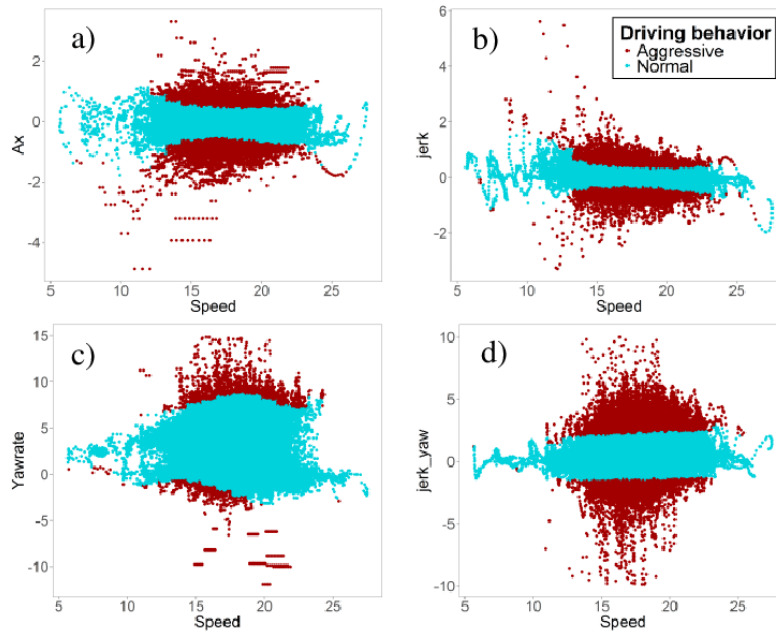 a)
2
0
-2
-4
Ax
5
10
15
20
25
Speed
b)
Driving behavior
Aggressive
Normal
6
4
2
0
-2
jerk
5
10
15
20
25
Speed
c)
15
10
5
0
-5
-10
Yawrate
5
10
15
20
25
Speed
d)
10
5
0
-5
-10
jerk_yaw
5
10
15
20
25
Speed